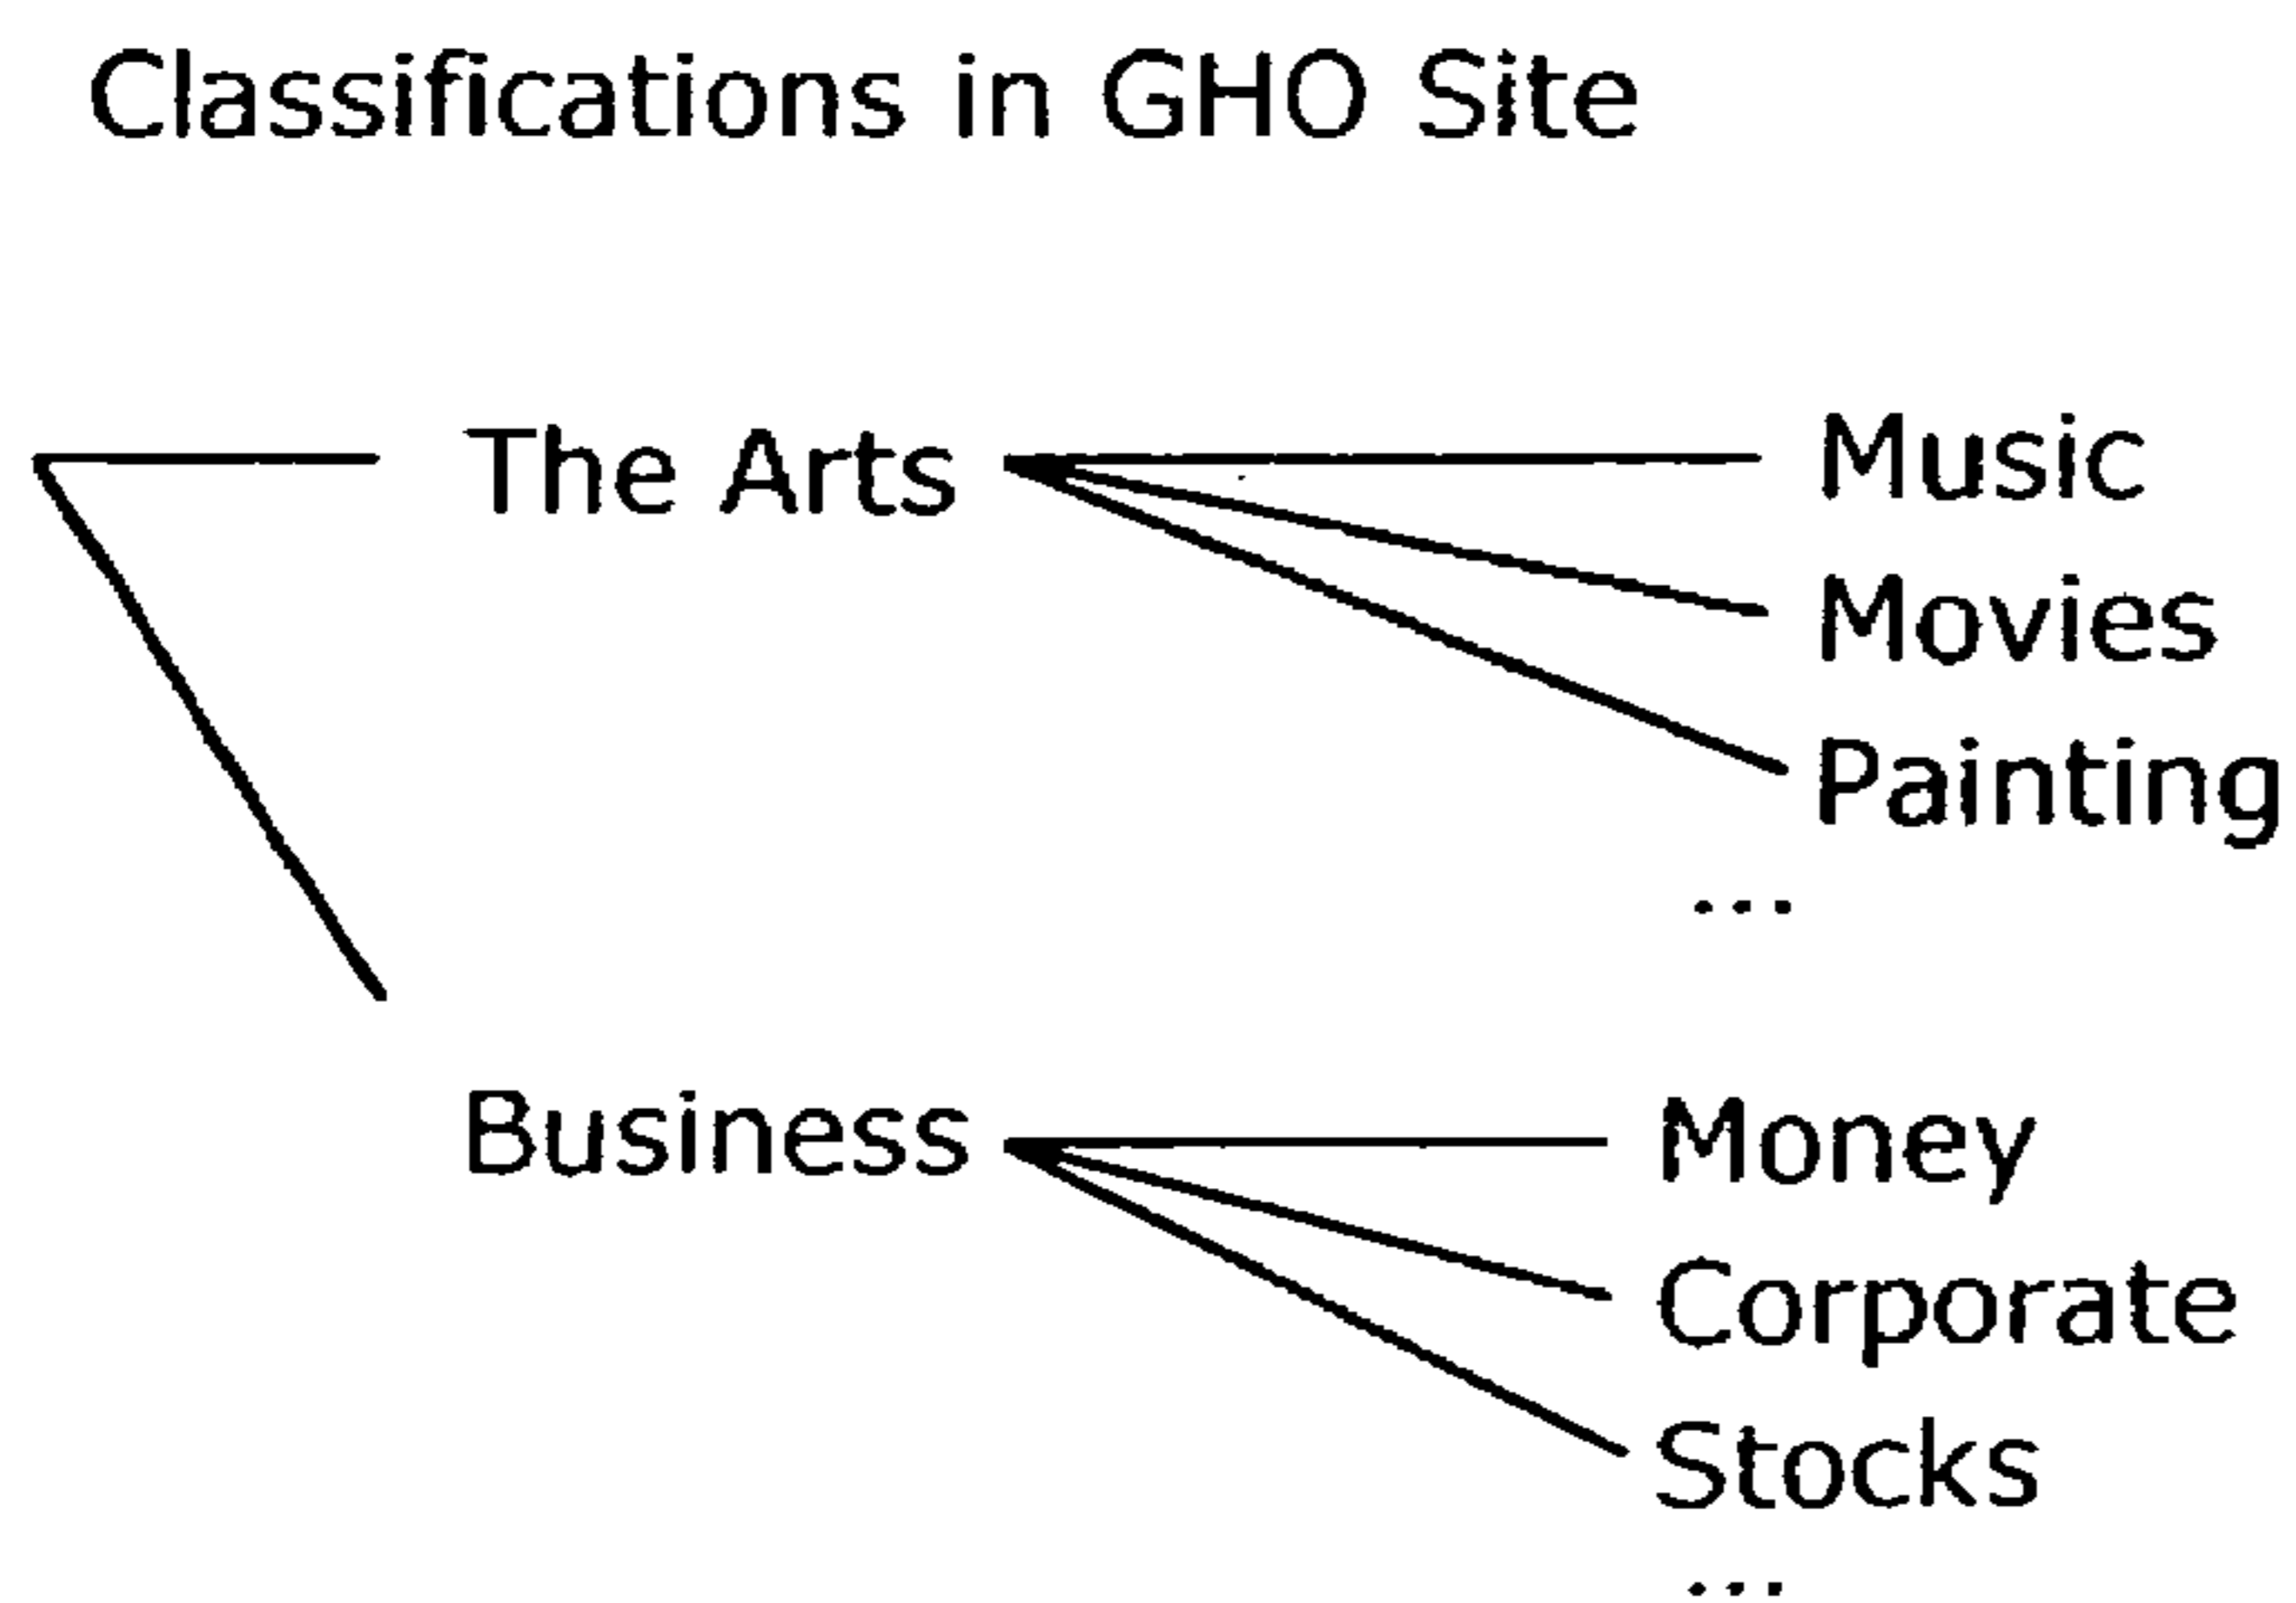 Classifications in GHO Site
The Arts
Music
Movies
Painting
...
Business
Money
Corporate
Stocks
...